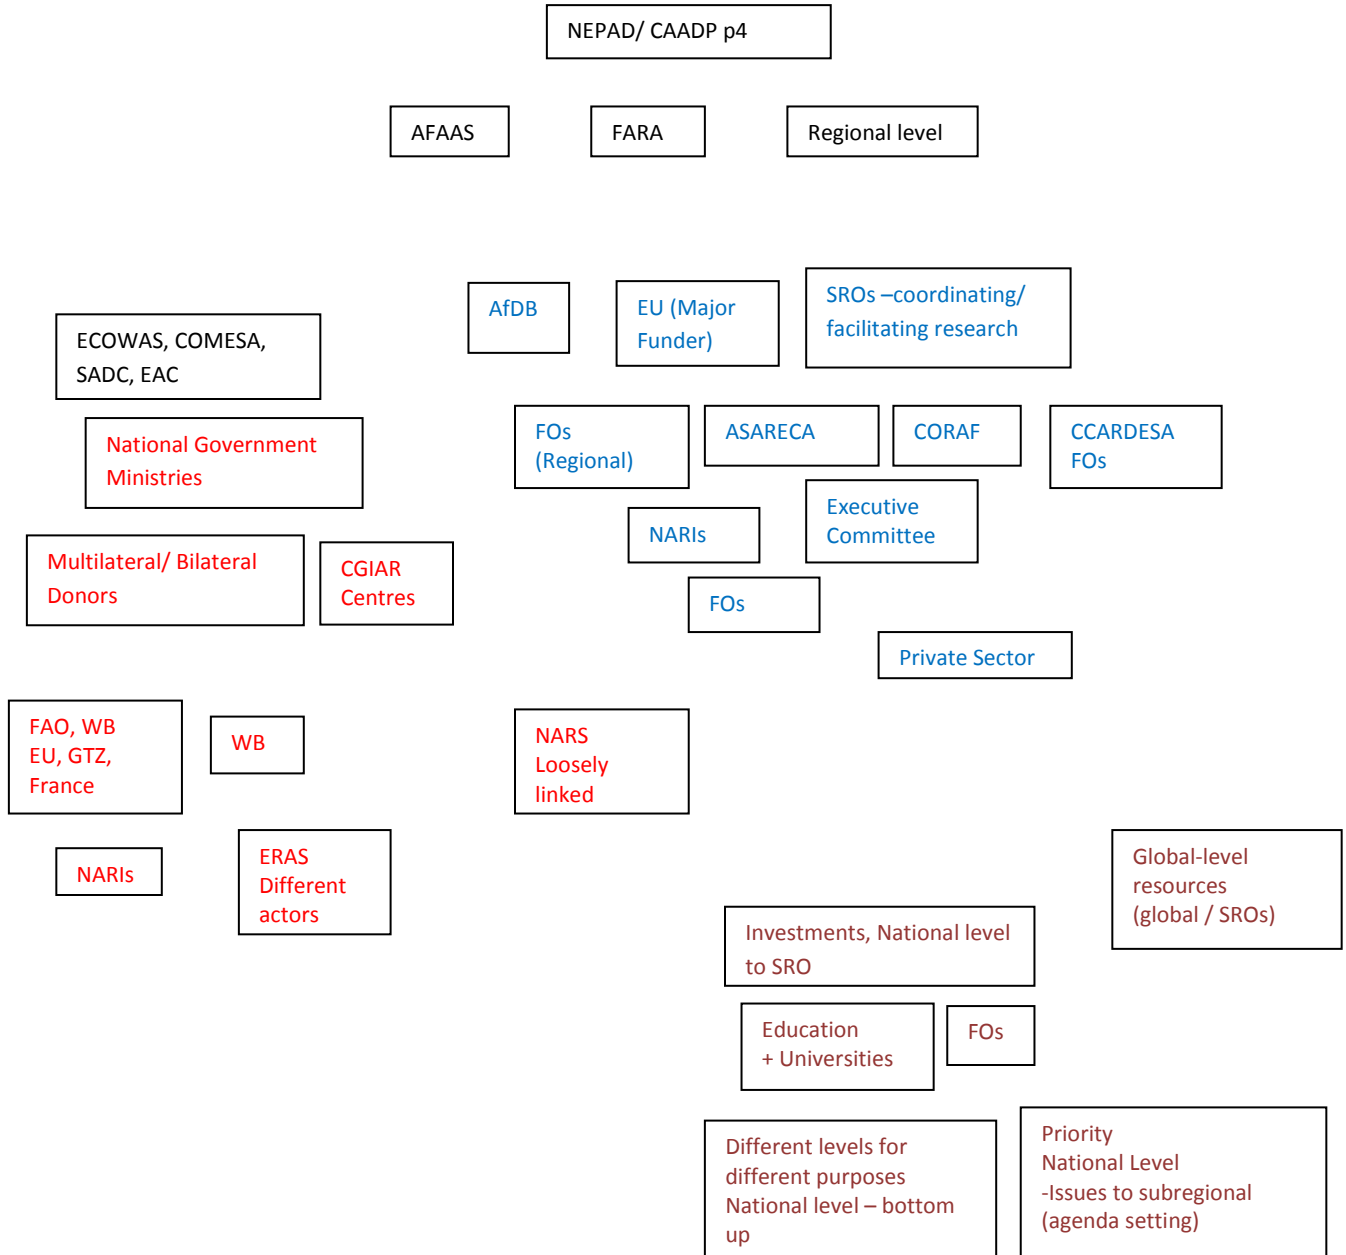 NEPAD/ CAADP p4
AFAAS
FARA
Regional level
AfDB
EU (Major
Funder)
SROs –coordinating/
facilitating research
ECOWAS, COMESA,
SADC, EAC
National Government
Ministries
FOs
(Regional)
ASARECA
CORAF
CCARDESA
FOs
Executive
Committee
NARIs
Multilateral/ Bilateral
Donors
CGIAR
Centres
FOs
Private Sector
FAO, WB
EU, GTZ,
France
WB
NARS
Loosely
linked
NARIs
ERAS
Different
actors
Global-level
resources
(global / SROs)
Investments, National level
to SRO
Education
+ Universities
FOs
Different levels for
different purposes
National level – bottom
up
Priority
National Level
-Issues to subregional
(agenda setting)